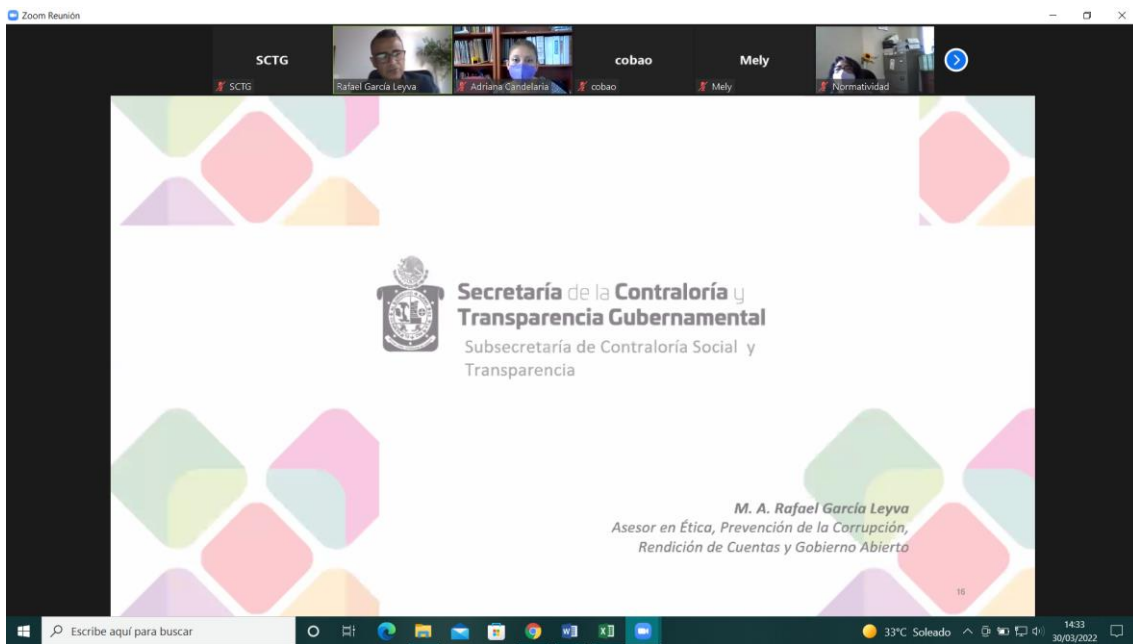 Zoom Reunión
SCTG
cobao
Mely
SCTG
Rafael García Leyva
Adriana Candelaria
cobao
Mely
Normatividad
Secretaría de la Contraloría y
Transparencia Gubernamental
Subsecretaría de Contraloría Social y
Transparencia
M. A. Rafael García Leyva
Asesor en Ética, Prevención de la Corrupción,
Rendición de Cuentas y Gobierno Abierto
16
Escribe aquí para buscar
33°C Soleado
14:33
30/03/2022